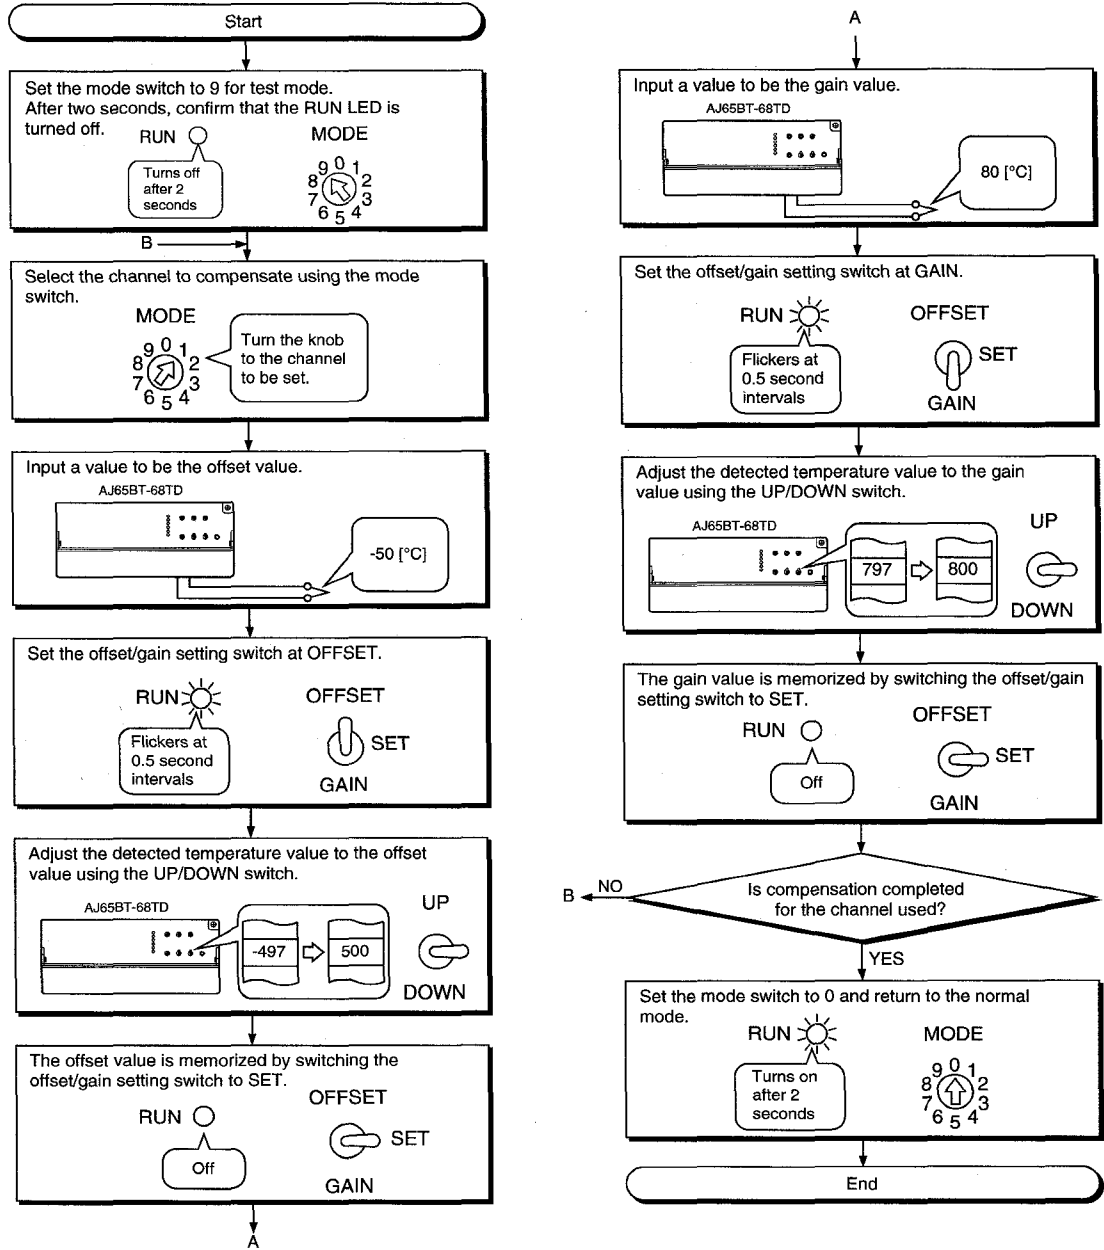 Start
Set the mode switch to 9 for test mode.
After two seconds, confirm that the RUN LED is
turned off.
RUN
MODE
Turns off
after 2
seconds
0 1 2 3 4 5 6 7 8 9
B
Select the channel to compensate using the mode
switch.
MODE
0 1 2 3 4 5 6 7 8 9
Turn the knob
to the channel
to be set.
Input a value to be the offset value.
AJ65BT-68TD
-50 [°C]
Set the offset/gain setting switch at OFFSET.
RUN
OFFSET
SET
GAIN
Flickers at
0.5 second
intervals
Adjust the detected temperature value to the offset
value using the UP/DOWN switch.
AJ65BT-68TD
-497
500
UP
DOWN
The offset value is memorized by switching the
offset/gain setting switch to SET.
RUN
Off
OFFSET
SET
GAIN
A
A
Input a value to be the gain value.
AJ65BT-68TD
80 [°C]
Set the offset/gain setting switch at GAIN.
RUN
OFFSET
SET
GAIN
Flickers at
0.5 second
intervals
Adjust the detected temperature value to the gain
value using the UP/DOWN switch.
AJ65BT-68TD
797
800
UP
DOWN
The gain value is memorized by switching the offset/gain
setting switch to SET.
RUN
Off
OFFSET
SET
GAIN
Is compensation completed
for the channel used?
NO
B
YES
Set the mode switch to 0 and return to the normal
mode.
RUN
MODE
Turns on
after 2
seconds
0 1 2 3 4 5 6 7 8 9
End